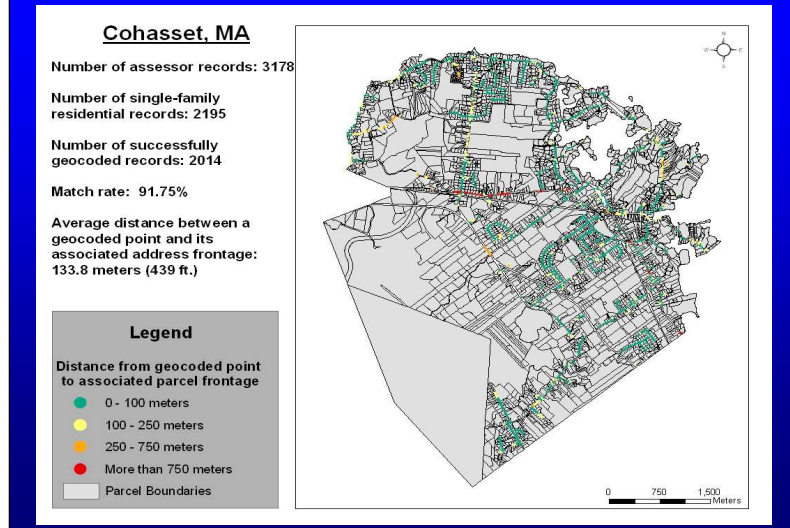 Cohasset, MA
Number of assessor records: 3178
Number of single-family
residential records: 2195
Number of successfully
geocoded records: 2014
Match rate: 91.75%
Average distance between a
geocoded point and its
associated address frontage:
133.8 meters (439 ft.)
Legend
Distance from geocoded point
to associated parcel frontage
0 - 100 meters
100 - 250 meters
250 - 750 meters
More than 750 meters
Parcel Boundaries
N
W
E
S
0 750 1,500
Meters